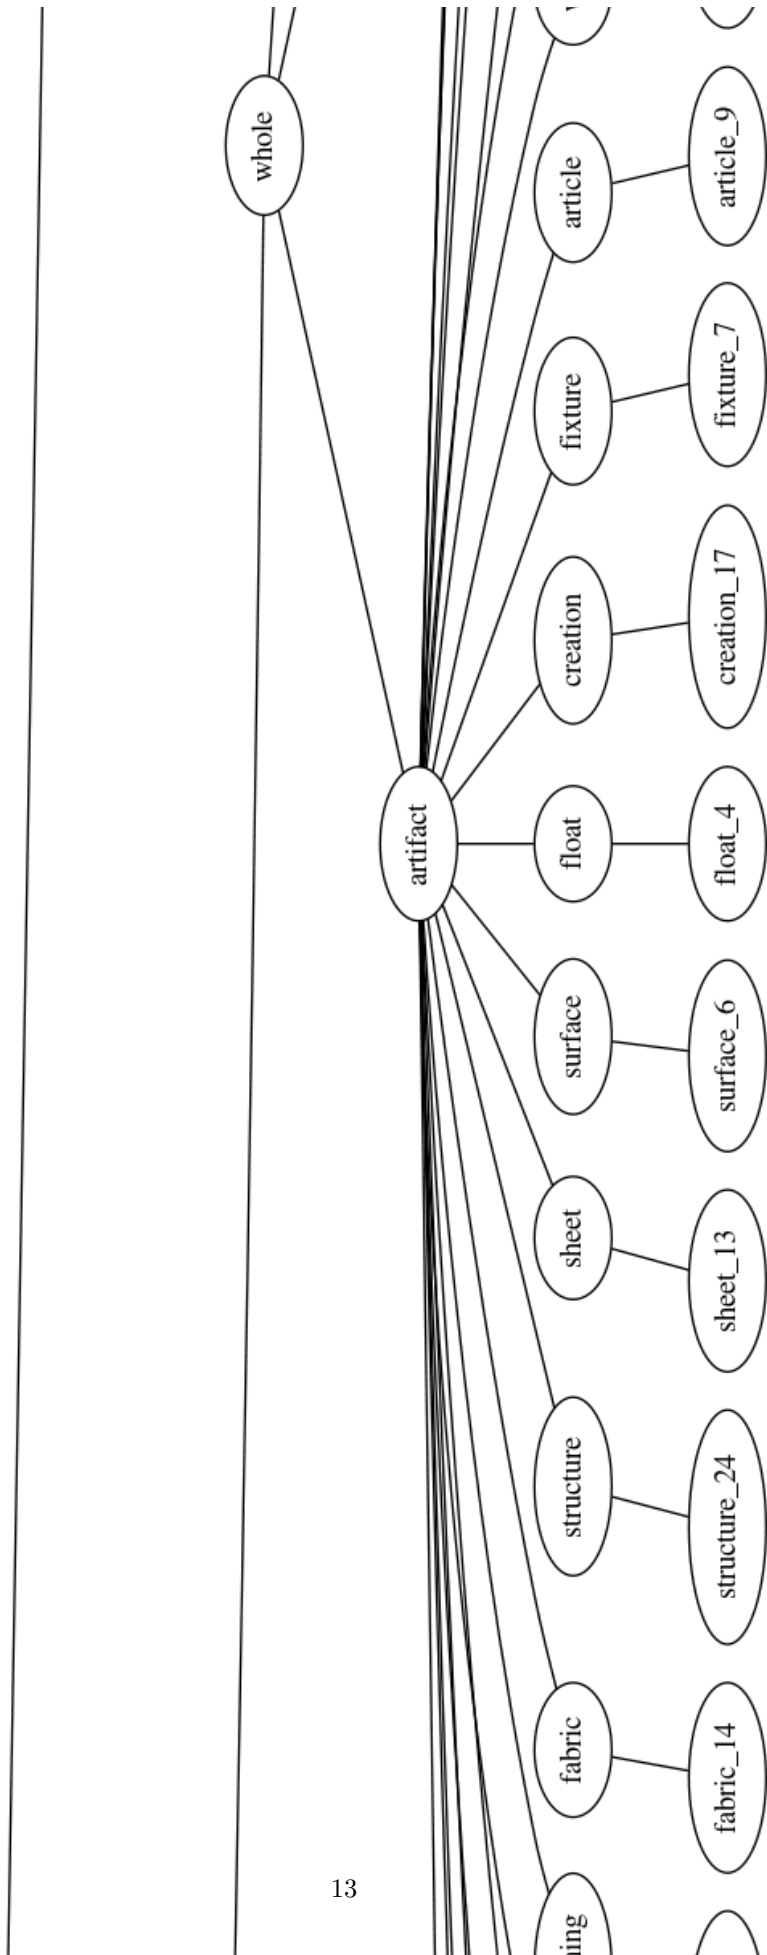 whole
article
article_9
fixture
fixture_7
creation
creation_17
artifact
float
float_4
surface
surface_6
sheet
sheet_13
structure
structure_24
fabric
fabric_14
13